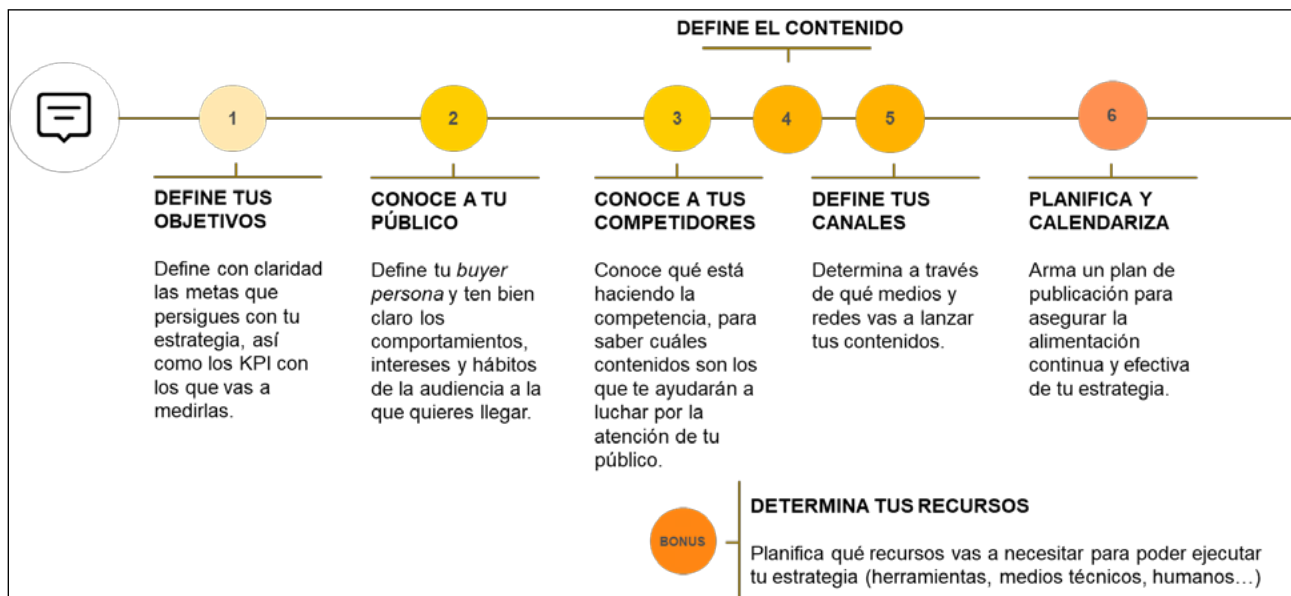 DEFINE EL CONTENIDO
1
2
3
4
5
6
DEFINE TUS
OBJETIVOS
Define con claridad
las metas que
persigues con tu
estrategia, así
como los KPI con
los que vas a
medirlas.
CONOCE A TU
PÚBLICO
Define tu buyer
persona y ten bien
claro los
comportamientos,
intereses y hábitos
de la audiencia a la
que quieres llegar.
CONOCE A TUS
COMPETIDORES
Conoce qué está
haciendo la
competencia, para
saber cuáles
contenidos son los
que te ayudarán a
luchar por la
atención de tu
público.
DEFINE TUS
CANALES
Determina a través
de qué medios y
redes vas a lanzar
tus contenidos.
PLANIFICA Y
CALENDARIZA
Arma un plan de
publicación para
asegurar la
alimentación
continua y efectiva
de tu estrategia.
BONUS
DETERMINA TUS RECURSOS
Planifica qué recursos vas a necesitar para poder ejecutar
tu estrategia (herramientas, medios técnicos, humanos…)